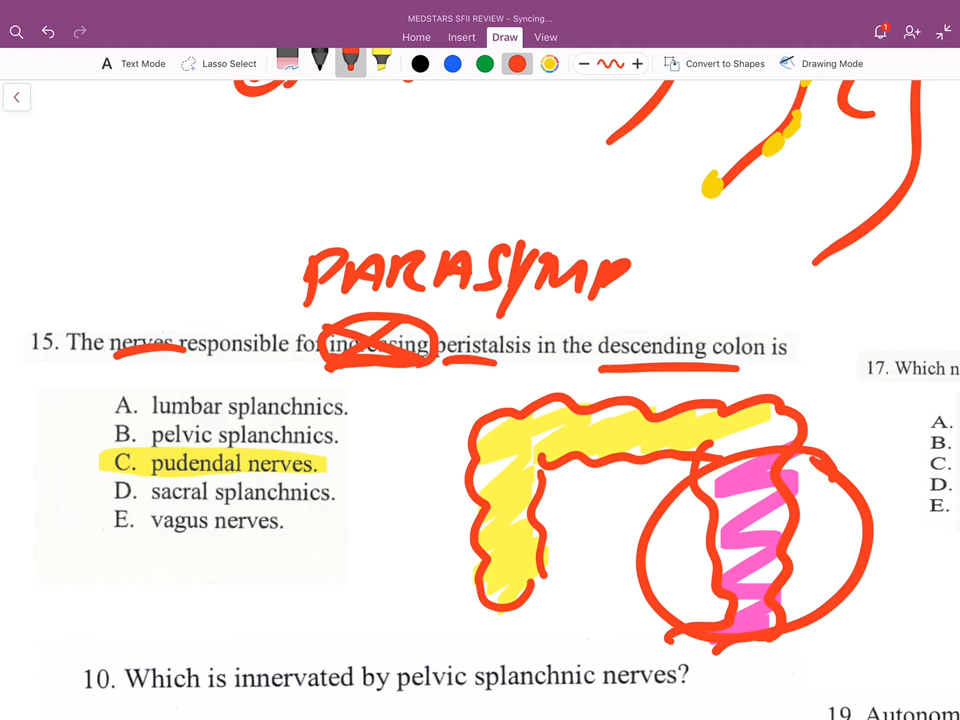 MEDSTARS SFII REVIEW - Syncing...
Home Insert Draw View
1
A Text Mode Lasso Select Convert to Shapes Drawing Mode
PARASYMP
15. The nerves responsible for increasing peristalsis in the descending colon is
A. lumbar splanchnics.
B. pelvic splanchnics.
C. pudendal nerves.
D. sacral splanchnics.
E. vagus nerves.
17. Which n
A.
B.
C.
D.
E.
10. Which is innervated by pelvic splanchnic nerves?
19. Autonom